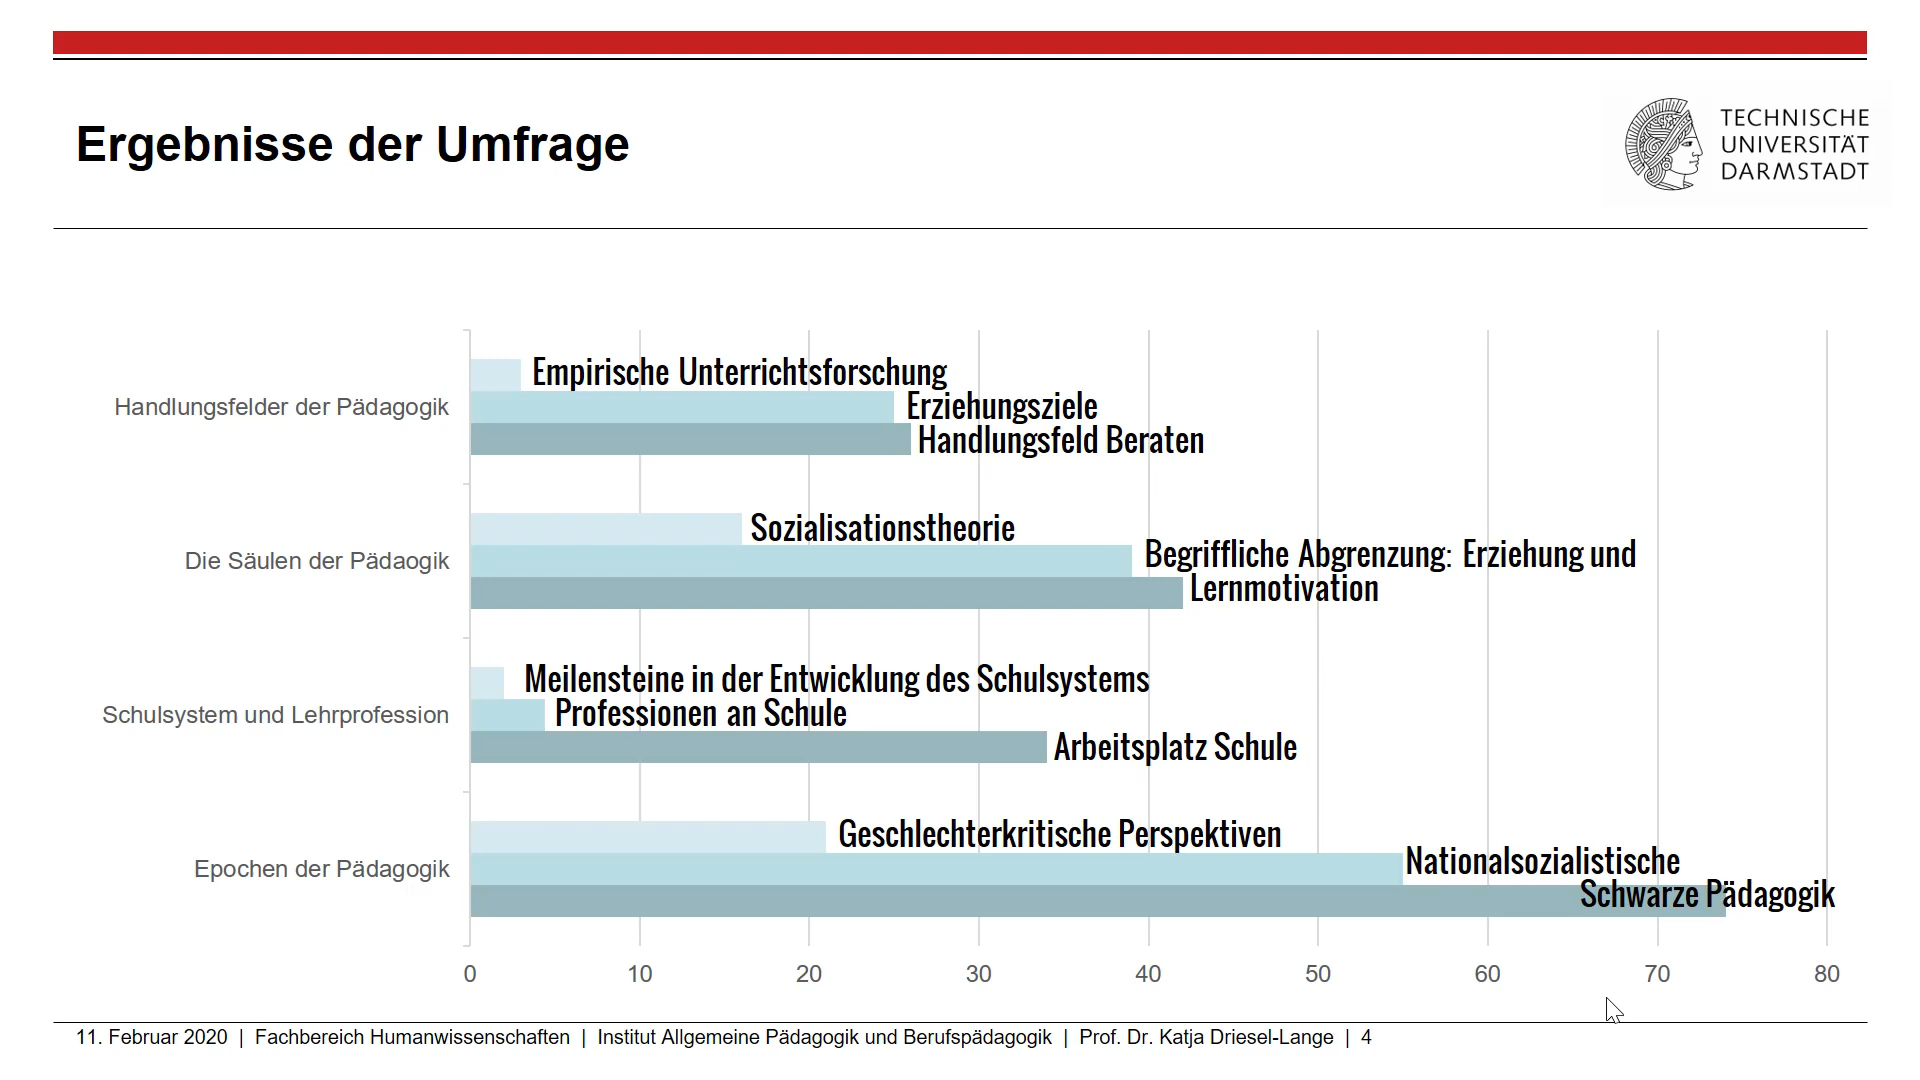 Ergebnisse der Umfrage
TECHNISCHE
UNIVERSITÄT
DARMSTADT
Handlungsfelder der Pädagogik
Empirische Unterrichtsforschung
Erziehungsziele
Handlungsfeld Beraten
Die Säulen der Pädaogik
Sozialisationstheorie
Begriffliche Abgrenzung: Erziehung und
Lernmotivation
Schulsystem und Lehrprofession
Meilensteine in der Entwicklung des Schulsystems
Professionen an Schule
Arbeitsplatz Schule
Epochen der Pädagogik
Geschlechterkritische Perspektiven
Nationalsozialistische
Schwarze Pädagogik
0 10 20 30 40 50 60 70 80
11. Februar 2020 | Fachbereich Humanwissenschaften | Institut Allgemeine Pädagogik und Berufspädagogik | Prof. Dr. Katja Driesel-Lange | 4